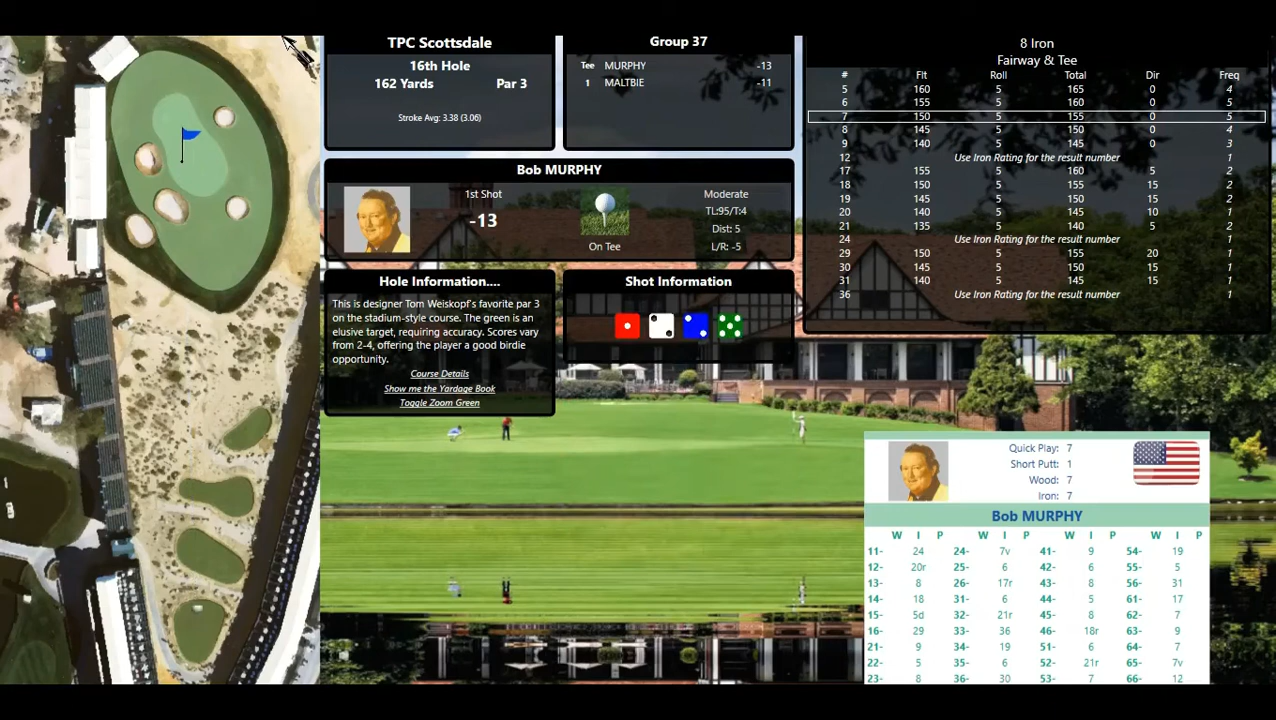 TPC Scottsdale
16th Hole
162 Yards Par 3
Stroke Avg: 3.38 (3.06)
Group 37
Tee MURPHY -13
1 MALTBIE -11
Bob MURPHY
1st Shot
-13
On Tee
Moderate
TL:95/T:4
Dist: 5
L/R: -5
Hole Information....
This is designer Tom Weiskopf's favorite par 3
on the stadium-style course. The green is an
elusive target, requiring accuracy. Scores vary
from 2-4, offering the player a good birdie
opportunity.
Course Details
Show me the Yardage Book
Toggle Zoom Green
Shot Information
8 Iron
Fairway & Tee
# Flt Roll Total Dir Freq
5 160 5 165 0 4
6 155 5 160 0 5
7 150 5 155 0 5
8 145 5 150 0 4
9 140 5 145 0 3
12 Use Iron Rating for the result number 1
17 155 5 160 5 2
18 150 5 155 15 2
19 145 5 150 15 2
20 140 5 145 10 1
21 135 5 140 5 2
24 Use Iron Rating for the result number 1
29 150 5 155 20 1
30 145 5 150 15 1
31 140 5 145 15 1
36 Use Iron Rating for the result number 1
Quick Play: 7
Short Putt: 1
Wood: 7
Iron: 7
Bob MURPHY
W I P W I P W I P W I P
11- 24 24- 7v 41- 9 54- 19
12- 20r 25- 6 42- 6 55- 5
13- 8 26- 17r 43- 8 56- 31
14- 18 31- 6 44- 5 61- 17
15- 5d 32- 21r 45- 8 62- 7
16- 29 33- 36 46- 18r 63- 9
21- 9 34- 19 51- 6 64- 7
22- 5 35- 6 52- 21r 65- 7v
23- 8 36- 30 53- 7 66- 12